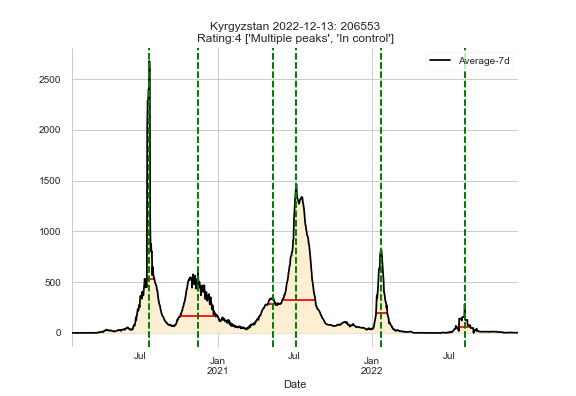 Kyrgyzstan 2022-12-13: 206553
Rating:4 ['Multiple peaks', 'In control']
Average-7d
2500
2000
1500
1000
500
0
Jul
Jan
2021
Jul
Jan
2022
Jul
Date